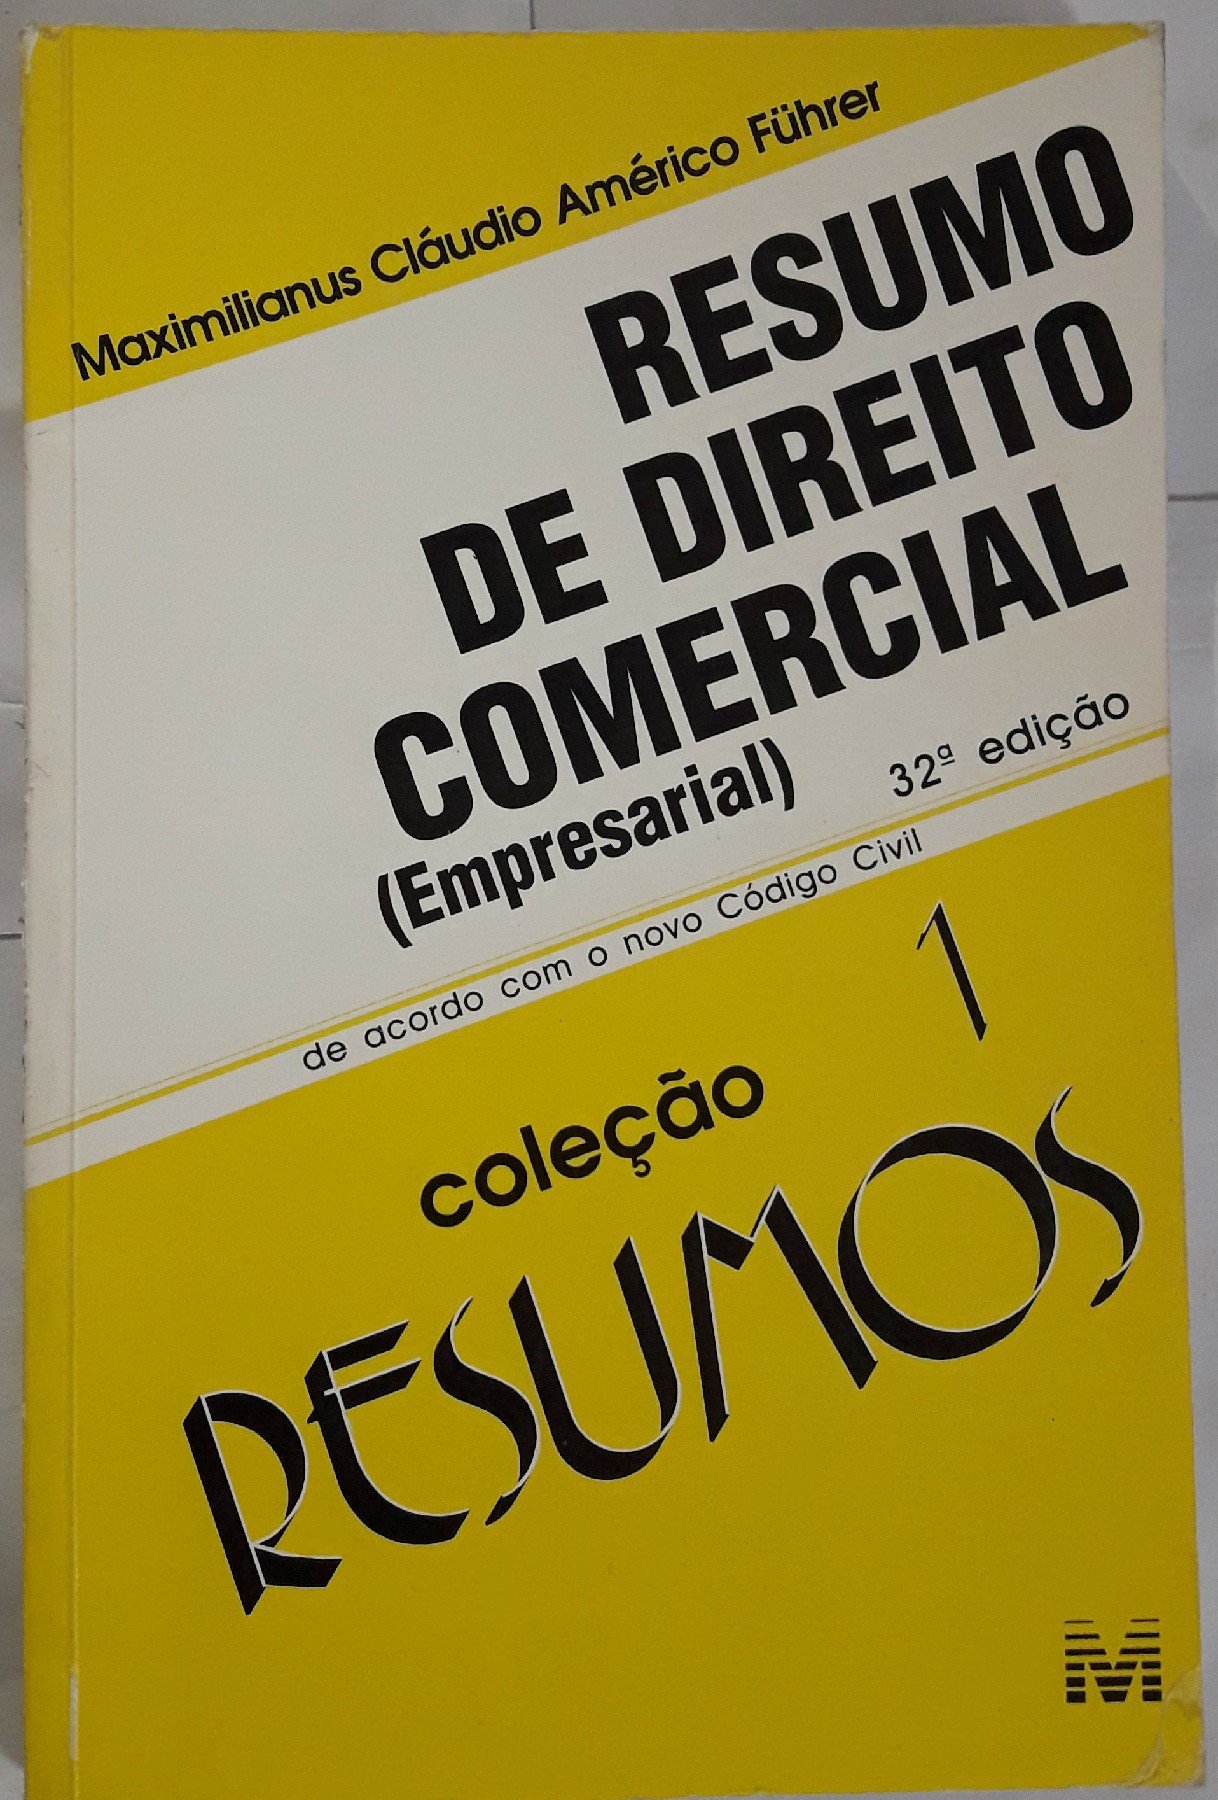 Maximilianus Cláudio Américo Führer
RESUMO
DE DIREITO
COMERCIAL
(Empresarial)
32ª edição
de acordo com o novo Código Civil
1
coleção
RESUMOS
M